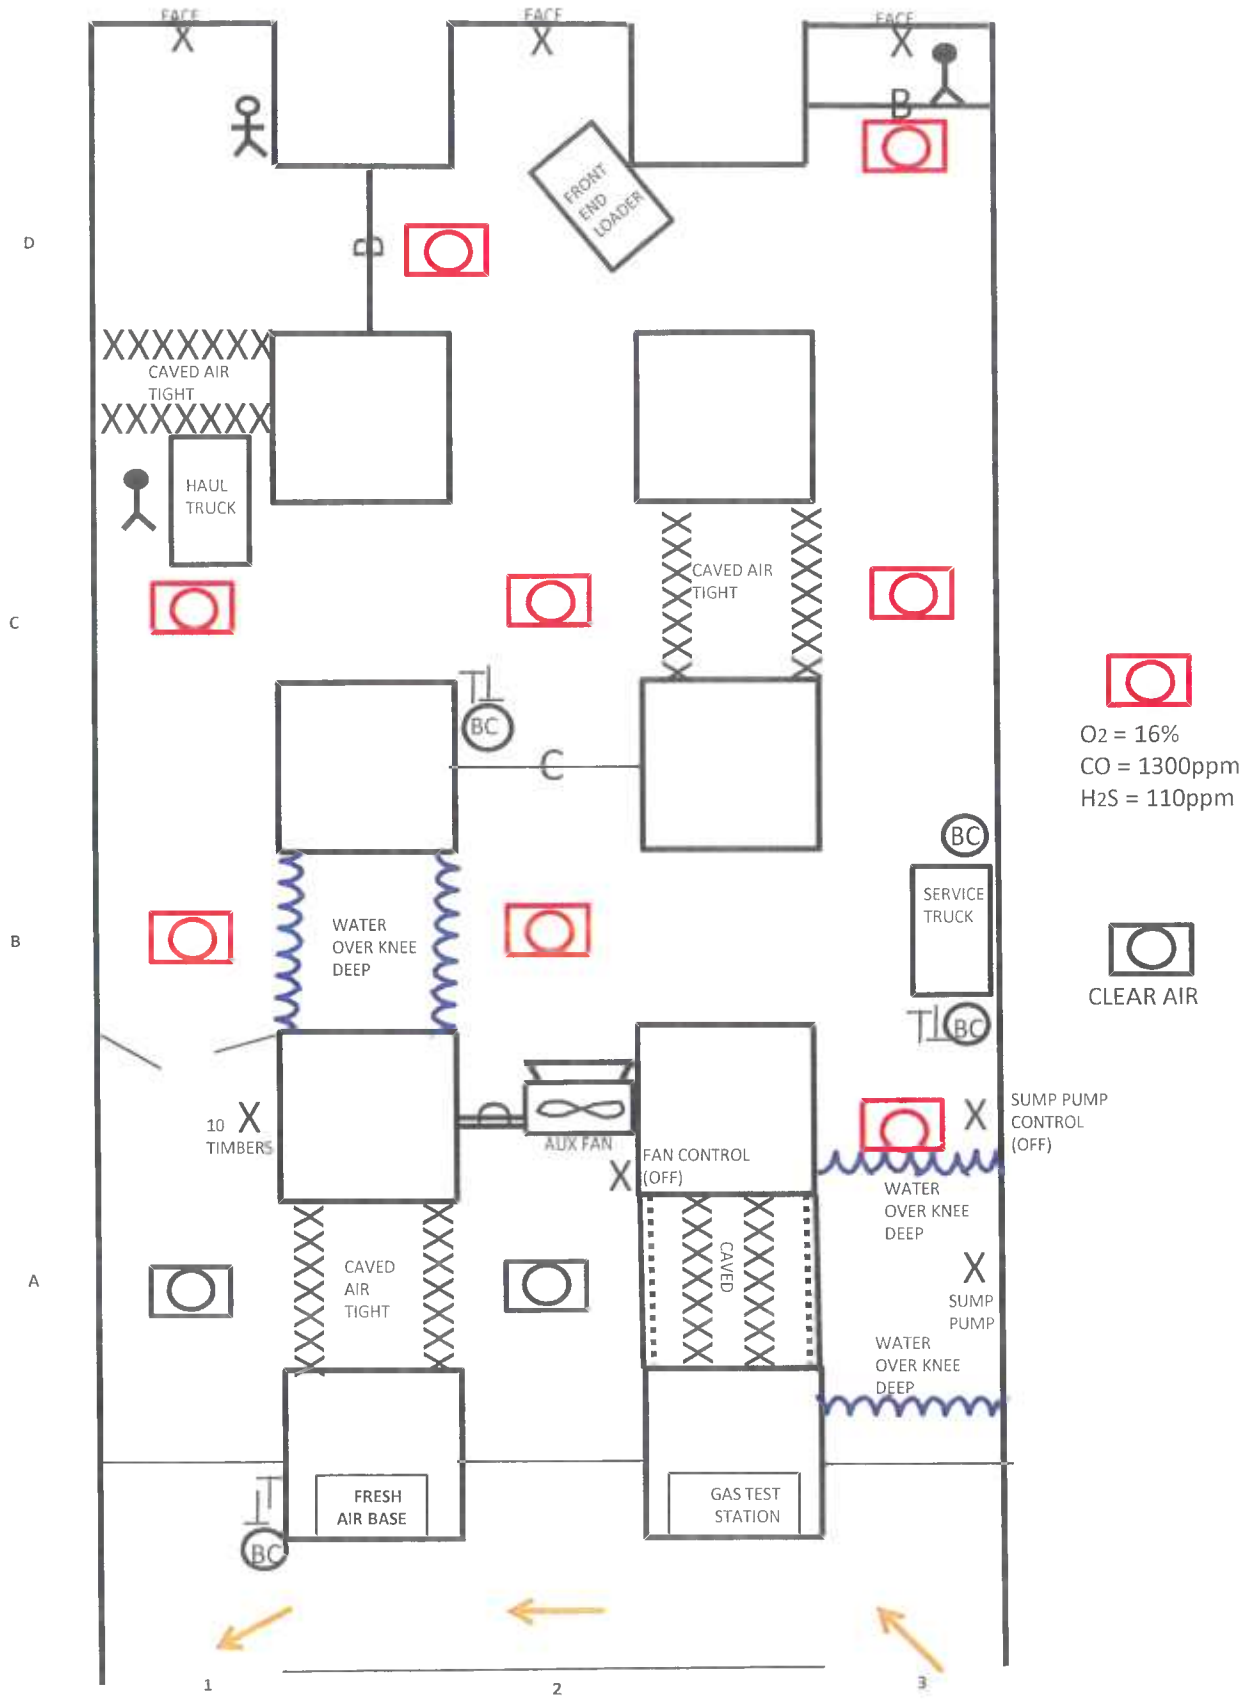 FACE
FACE
FACE
X
X
X
B
FRONT
END
LOADER
D
B
XXXXXXX
CAVED AIR
TIGHT
XXXXXXX
HAUL
TRUCK
CAVED AIR
TIGHT
C
BC
C
O2 = 16%
CO = 1300ppm
H2S = 110ppm
BC
SERVICE
TRUCK
WATER
OVER KNEE
DEEP
B
CLEAR AIR
BC
10
TIMBERS
X
AUX FAN
X
FAN CONTROL
(OFF)
X
SUMP PUMP
CONTROL
(OFF)
WATER
OVER KNEE
DEEP
A
CAVED
AIR
TIGHT
CAVED
X
SUMP
PUMP
WATER
OVER KNEE
DEEP
FRESH
AIR BASE
GAS TEST
STATION
BC
1
2
3